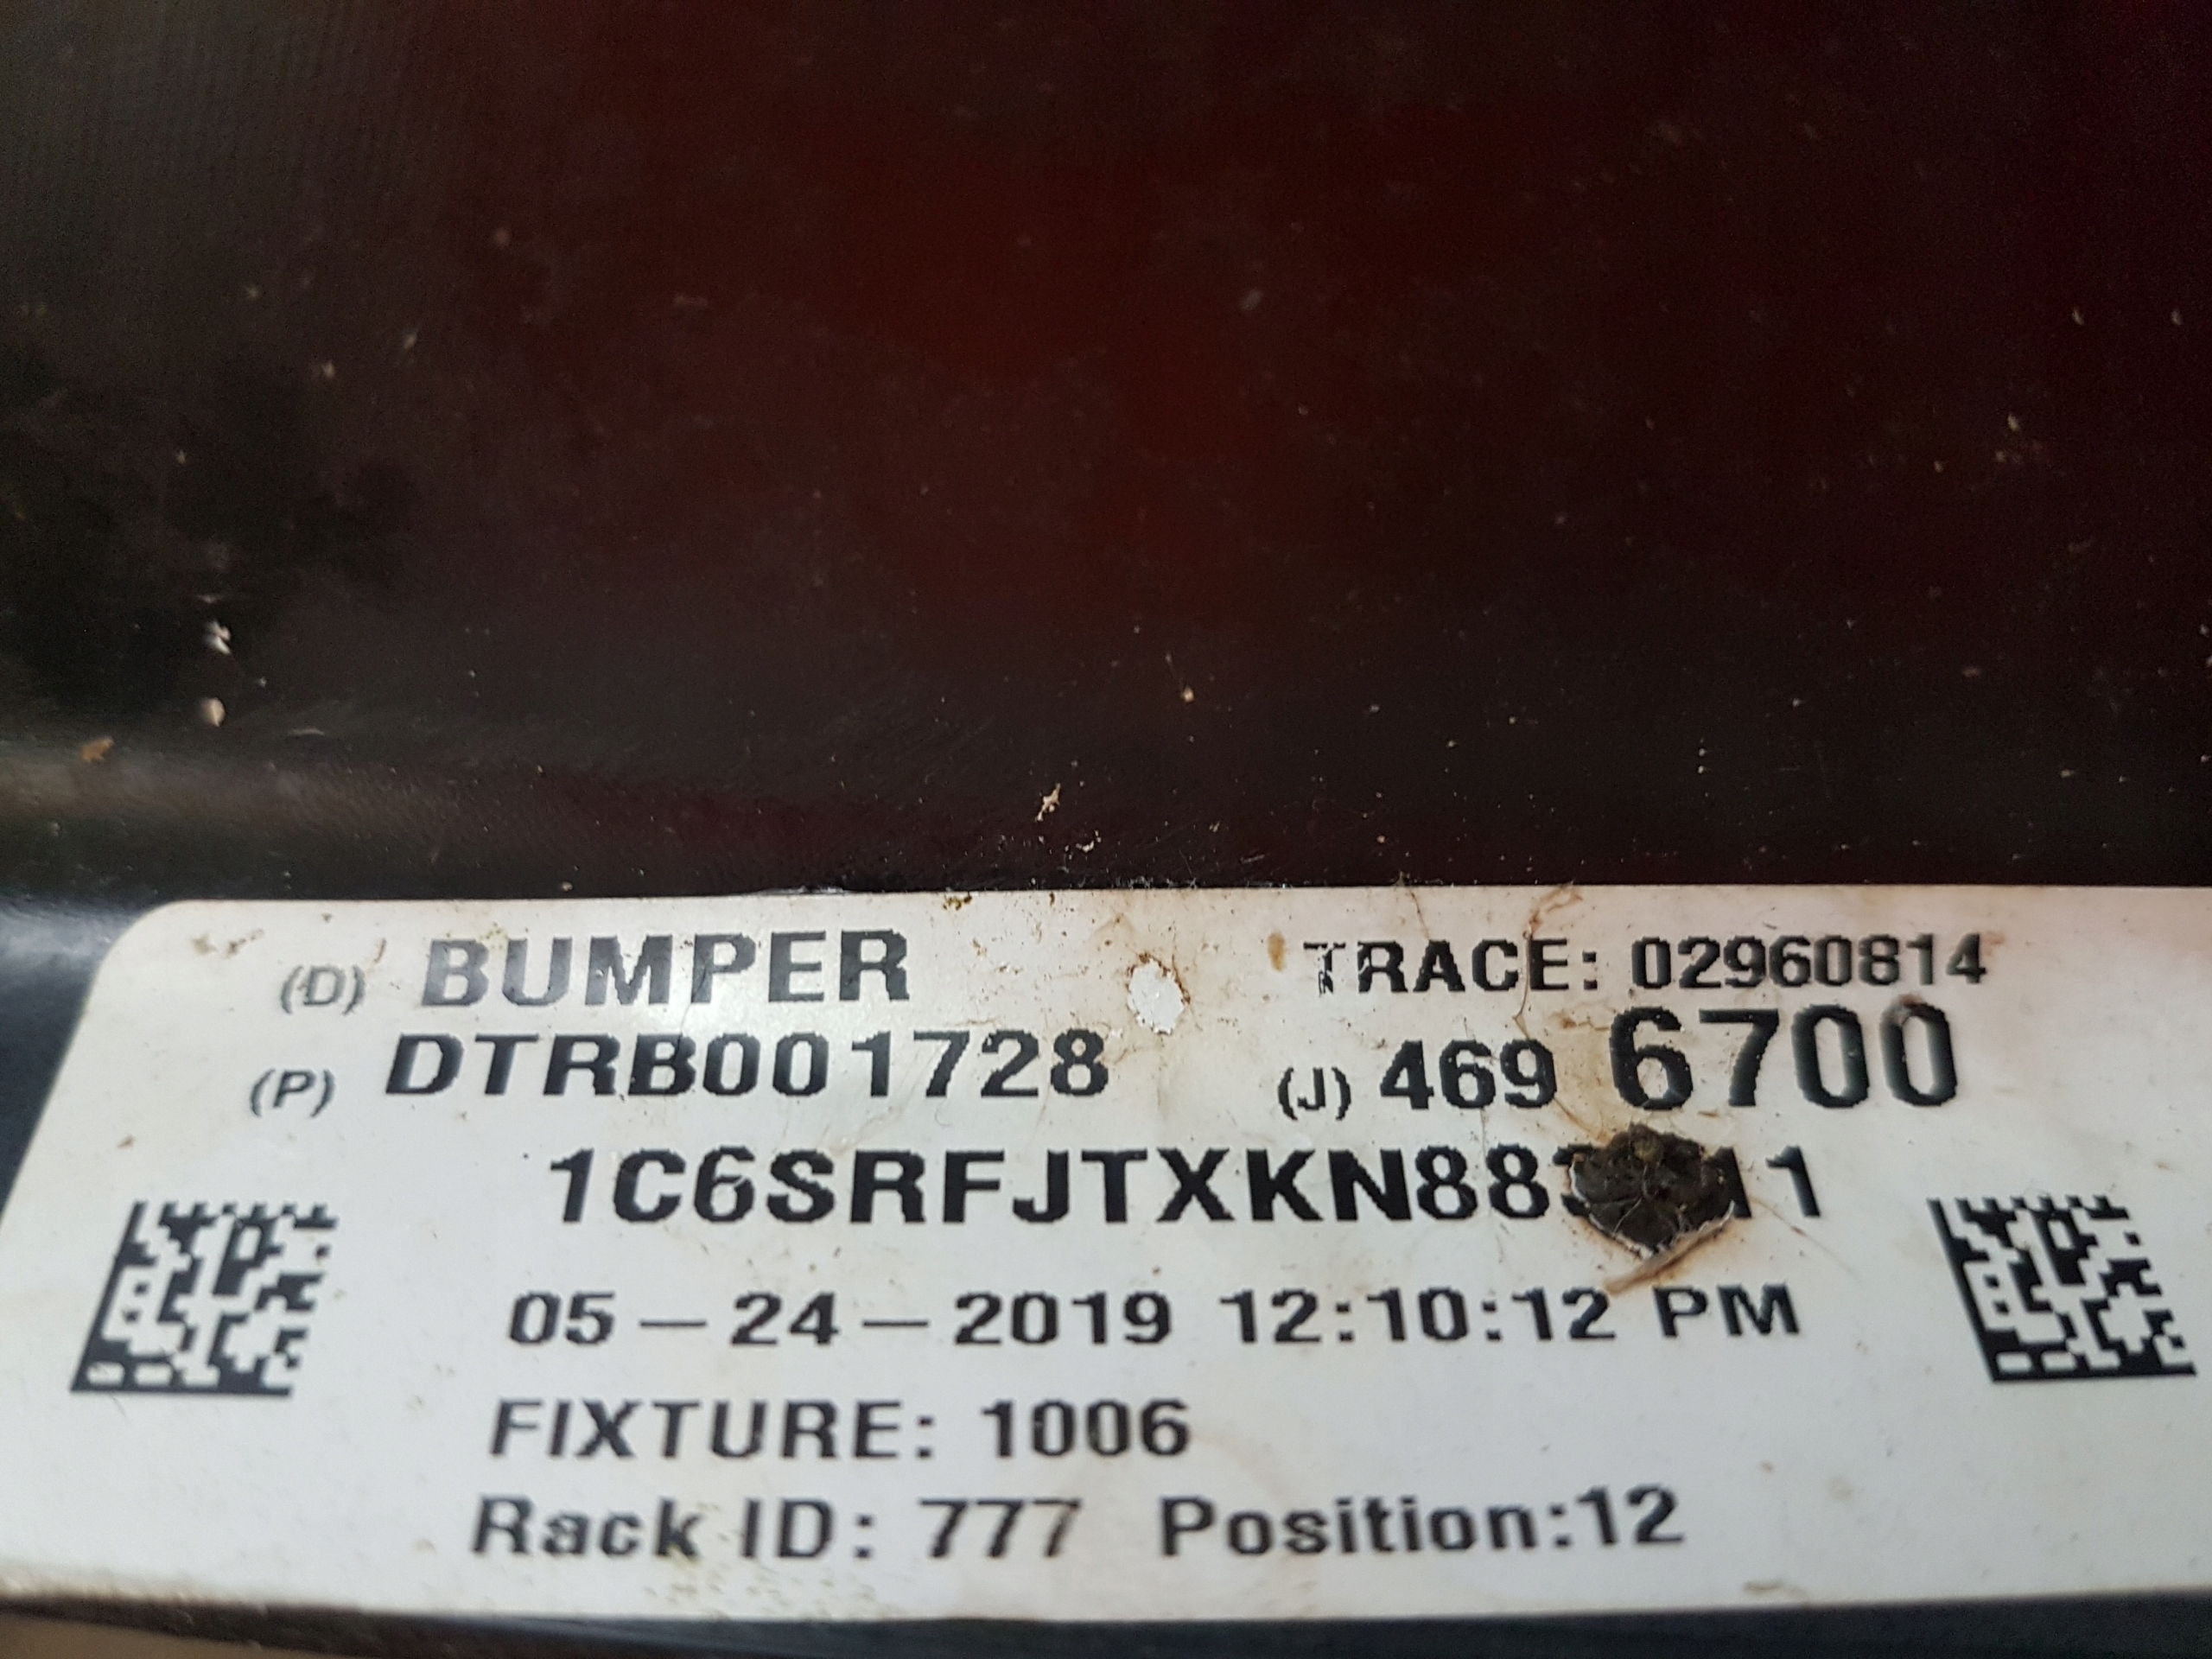 (D) BUMPER TRACE: 02960814
(P) DTRB001728 (J) 469 6700
05-24-2019 12:10:12 PM
FIXTURE: 1006
Rack ID: 777 Position:12